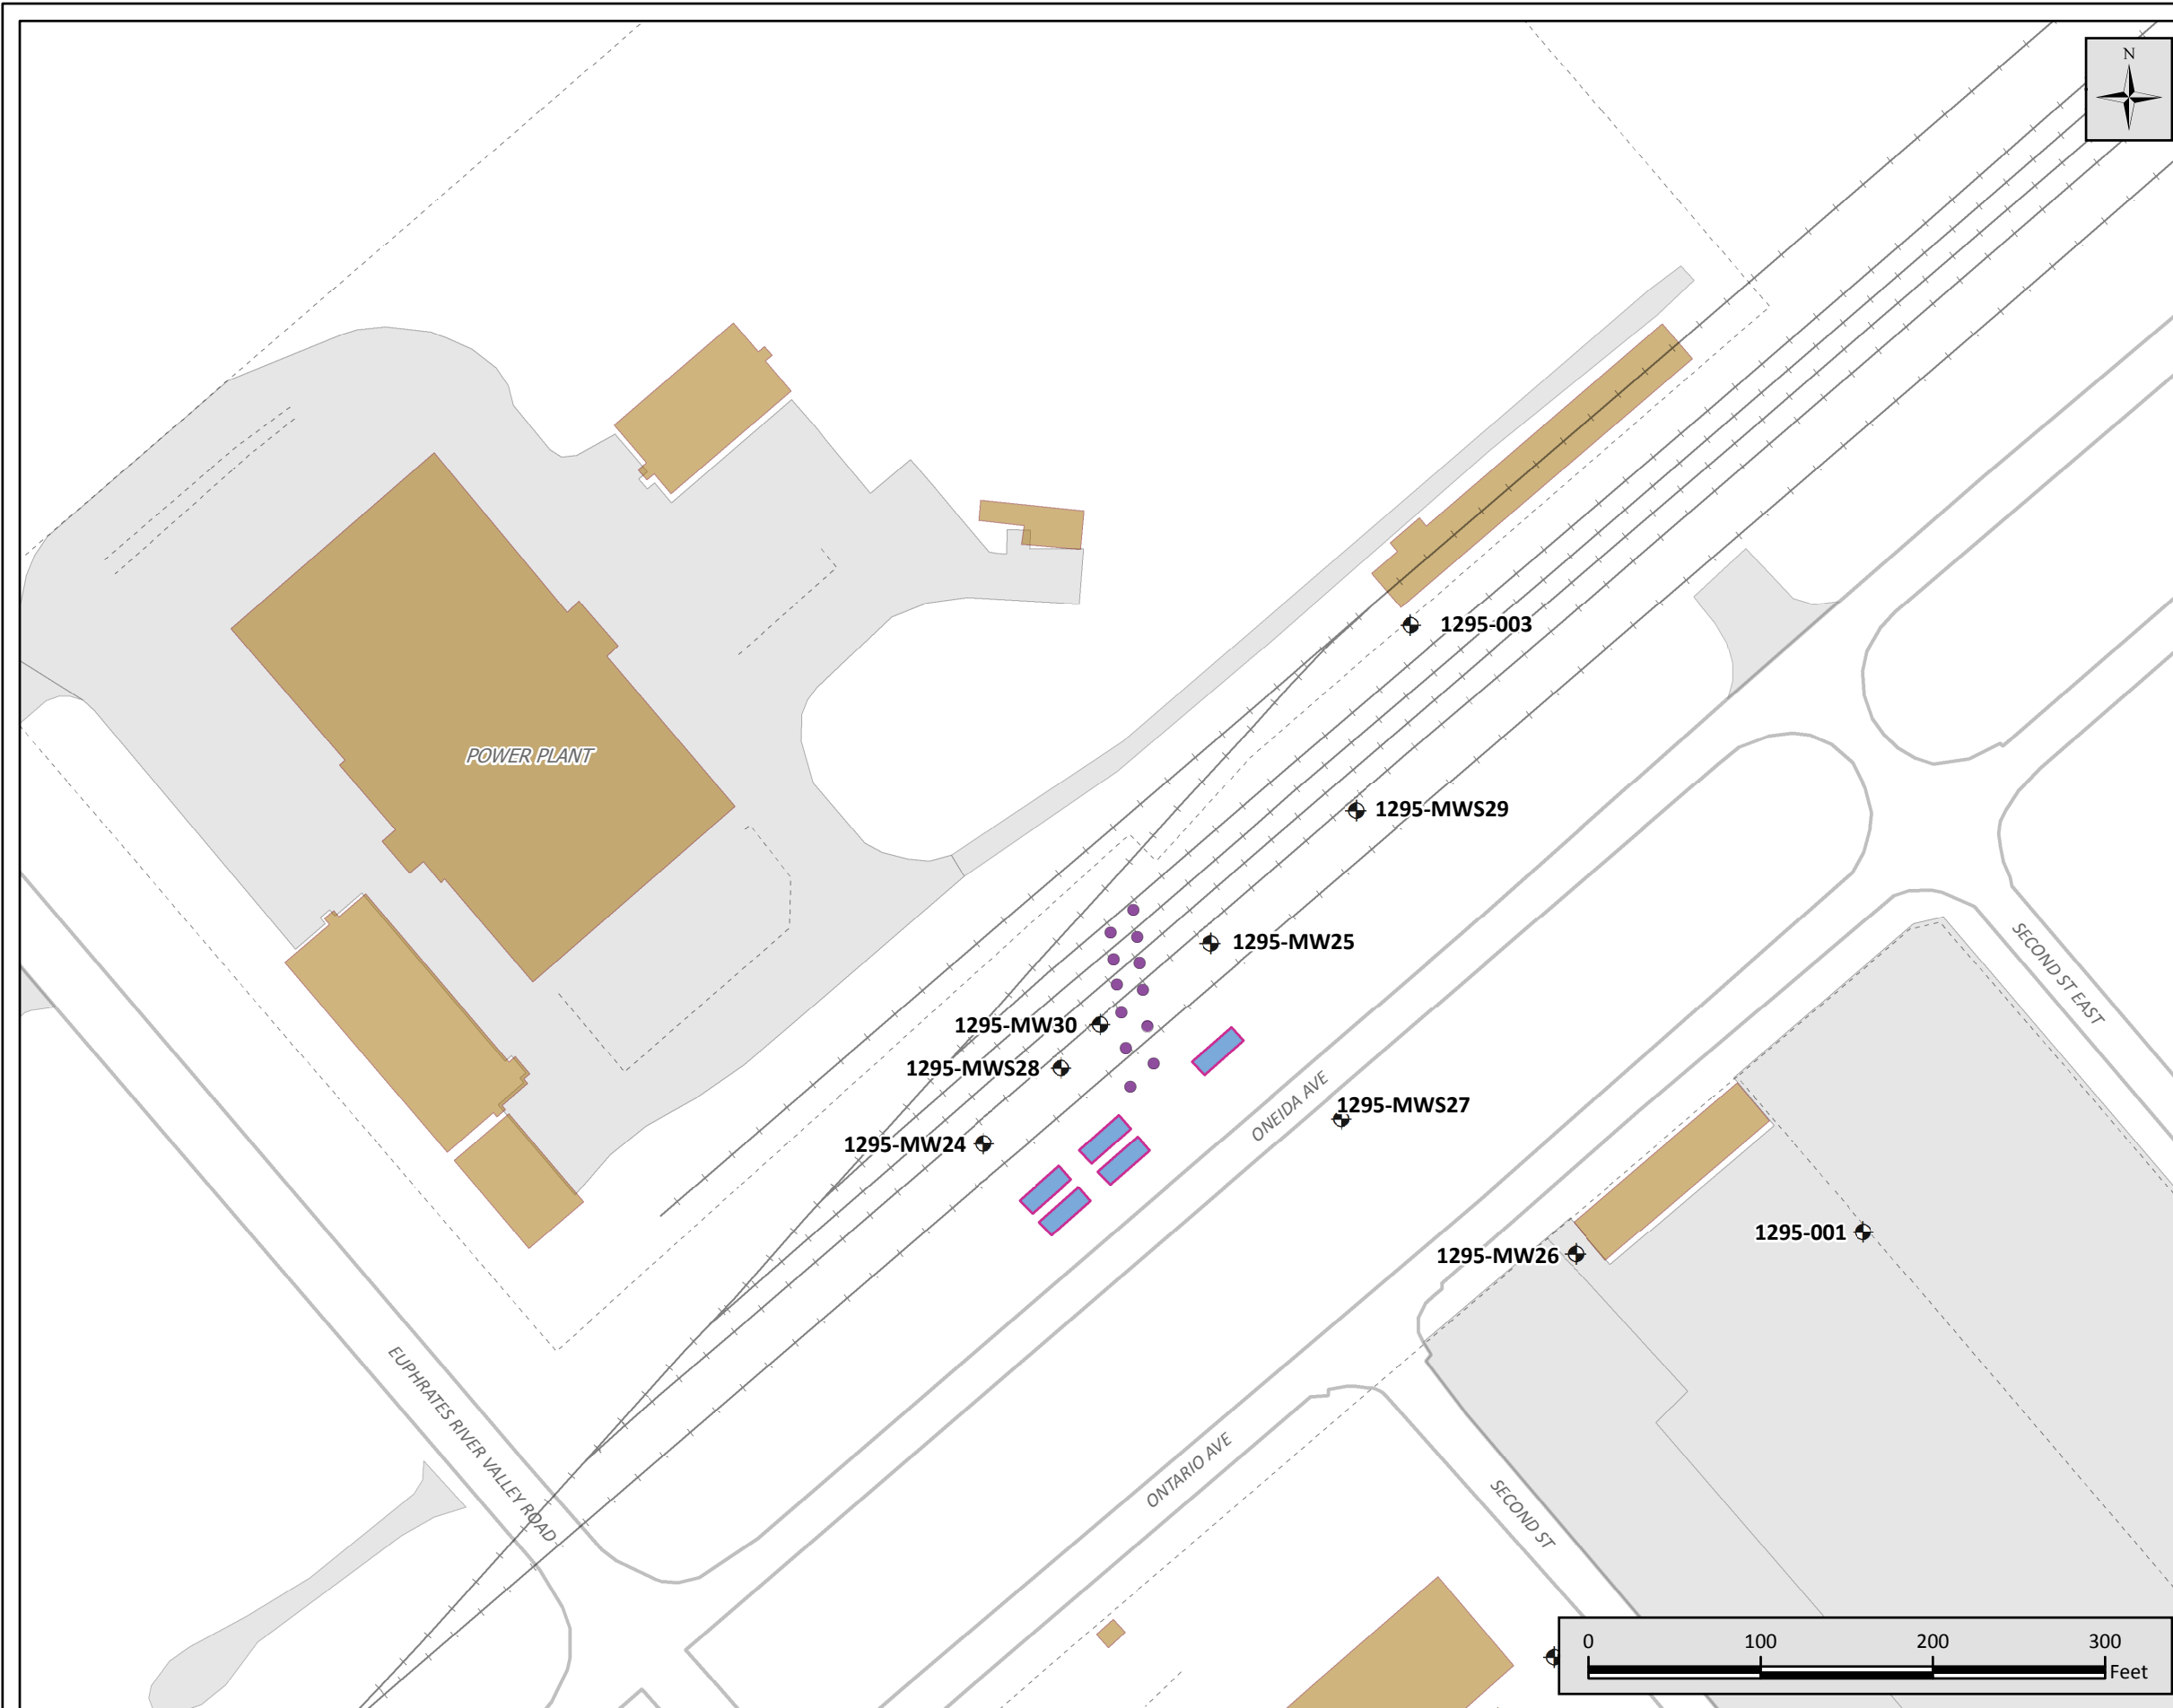 N
1295-003
POWER PLANT
1295-MWS29
1295-MW25
SECOND ST EAST
1295-MW30
1295-MWS28
ONEIDA AVE
1295-MWS27
1295-MW24
1295-001
1295-MW26
EUPHRATES RIVER VALLEY ROAD
ONTARIO AVE
SECOND ST
0 100 200 300
Feet